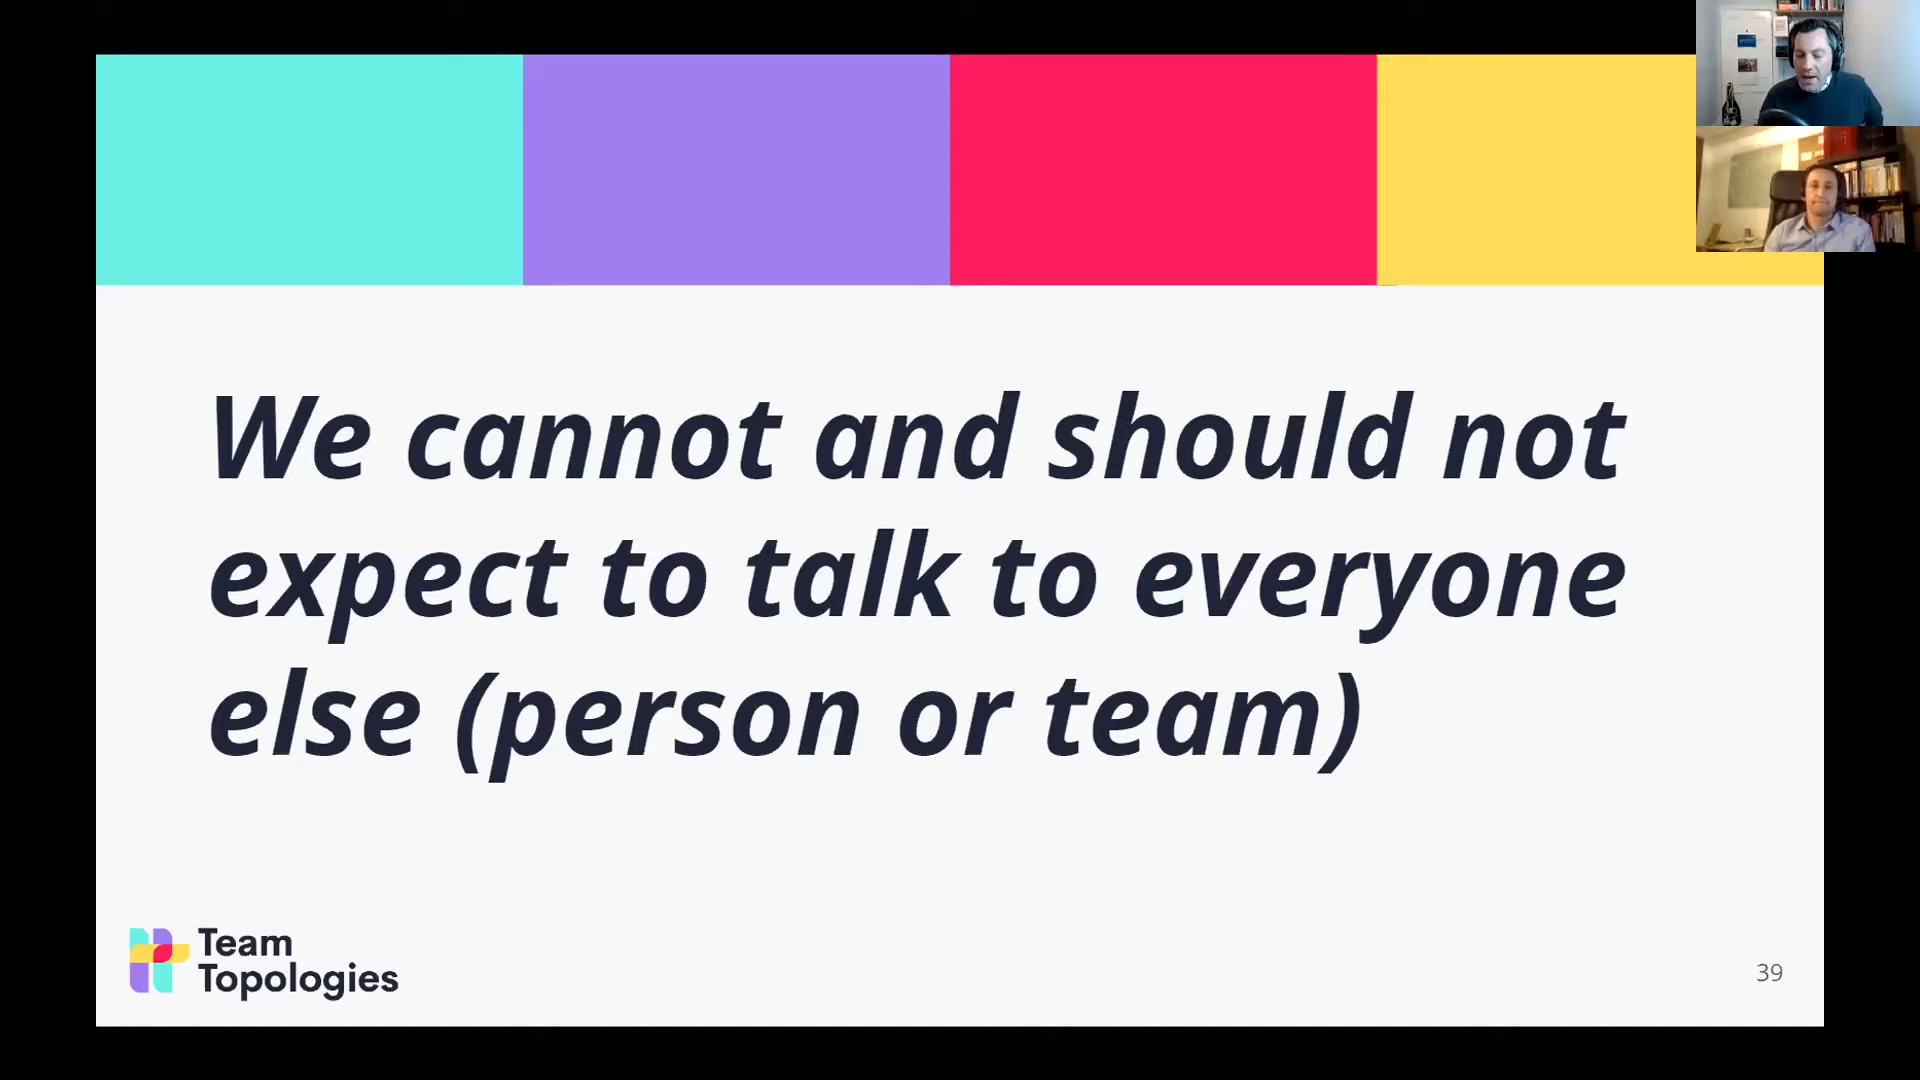 We cannot and should not
expect to talk to everyone
else (person or team)
Team
Topologies
39